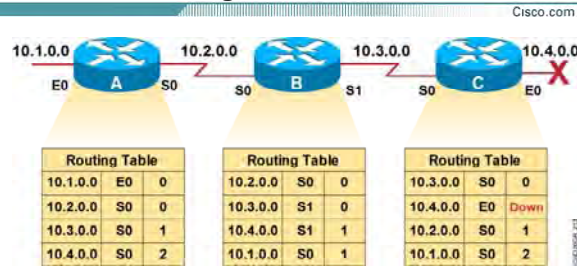 Cisco.com
10.1.0.0 10.2.0.0 10.3.0.0 10.4.0.0
E0 A S0 S0 B S1 S0 C E0
X
Routing Table
10.1.0.0 E0 0
10.2.0.0 S0 0
10.3.0.0 S0 1
10.4.0.0 S0 2
Routing Table
10.2.0.0 S0 0
10.3.0.0 S1 0
10.4.0.0 S1 1
10.1.0.0 S0 1
Routing Table
10.3.0.0 S0 0
10.4.0.0 E0 Down
10.2.0.0 S0 1
10.1.0.0 S0 2